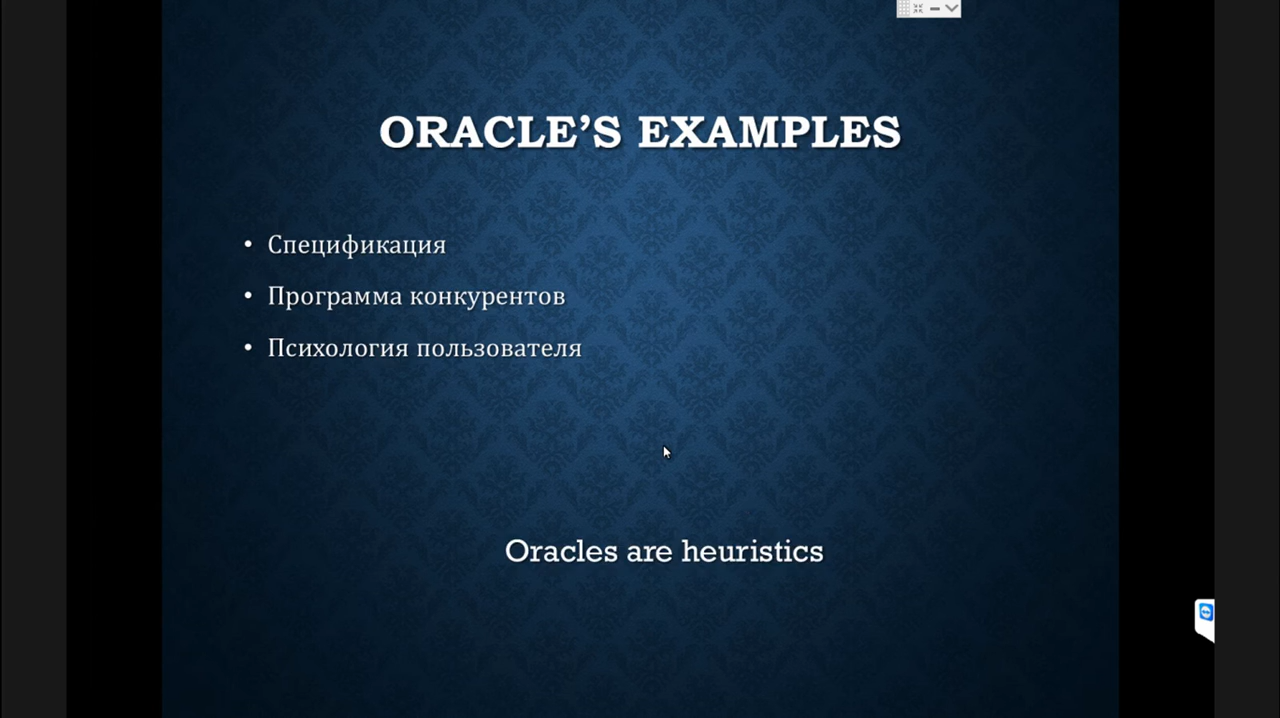 ORACLE’S EXAMPLES
• Спецификация
• Программа конкурентов
• Психология пользователя
Oracles are heuristics